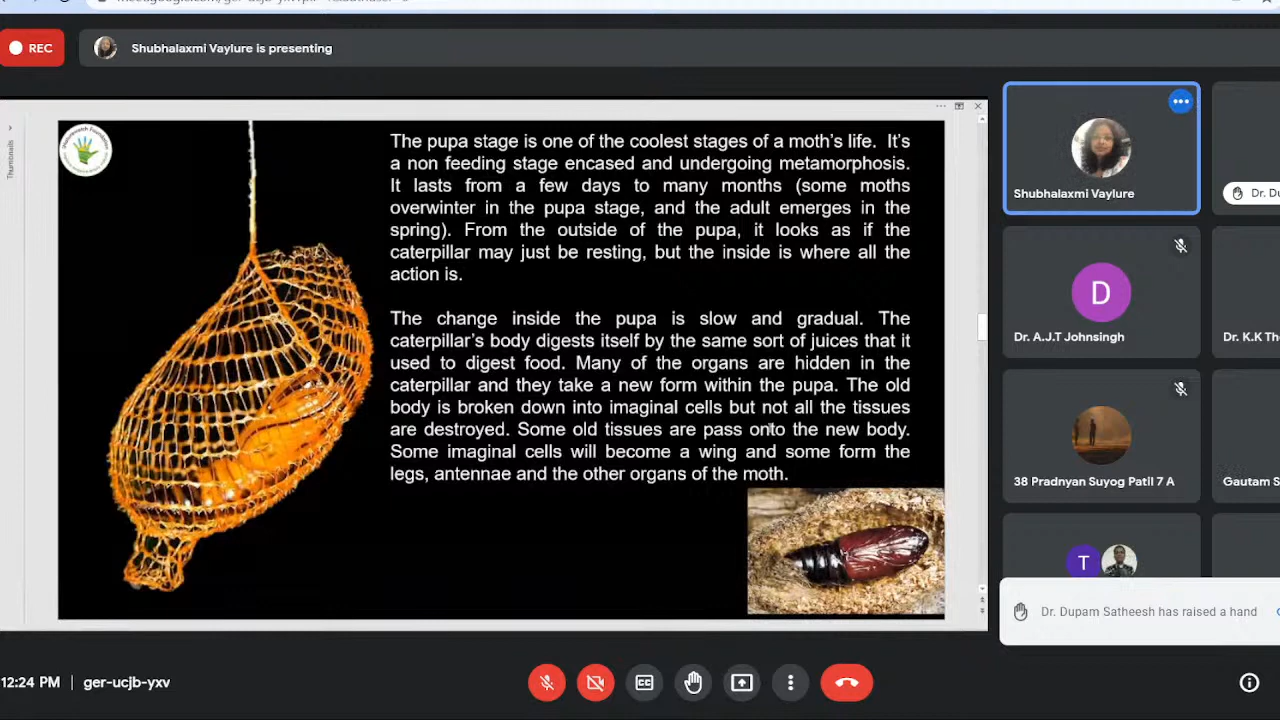 REC
Shubhalaxmi Vaylure is presenting
Thumbnails
The pupa stage is one of the coolest stages of a moth's life. It's
a non feeding stage encased and undergoing metamorphosis.
It lasts from a few days to many months (some moths
overwinter in the pupa stage, and the adult emerges in the
spring). From the outside of the pupa, it looks as if the
caterpillar may just be resting, but the inside is where all the
action is.
The change inside the pupa is slow and gradual. The
caterpillar's body digests itself by the same sort of juices that it
used to digest food. Many of the organs are hidden in the
caterpillar and they take a new form within the pupa. The old
body is broken down into imaginal cells but not all the tissues
are destroyed. Some old tissues are pass onto the new body.
Some imaginal cells will become a wing and some form the
legs, antennae and the other organs of the moth.
Shubhalaxmi Vaylure
Dr. Du
D
Dr. A.J.T Johnsingh
Dr. K.K Th
38 Pradnyan Suyog Patil 7 A
Gautam S
T
Dr. Dupam Satheesh has raised a hand
12:24 PM | ger-ucjb-yxv
CC